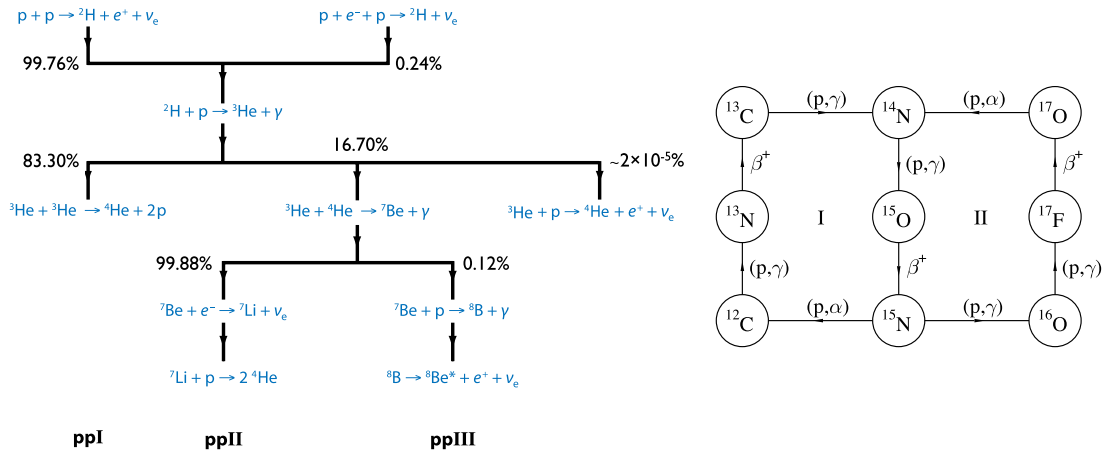 p + p → ²H + e⁺ + νₑ
p + e⁻ + p → ²H + νₑ
99.76%
0.24%
²H + p → ³He + γ
83.30%
16.70%
~2×10⁻⁵%
³He + ³He → ⁴He + 2p
³He + ⁴He → ⁷Be + γ
³He + p → ⁴He + e⁺ + νₑ
99.88%
0.12%
⁷Be + e⁻ → ⁷Li + νₑ
⁷Be + p → ⁸B + γ
⁷Li + p → 2 ⁴He
⁸B → ⁸Be* + e⁺ + νₑ
ppI
ppII
ppIII
¹³C
(p,γ)
¹⁴N
(p,α)
¹⁷O
β⁺
(p,γ)
β⁺
¹³N
I
¹⁵O
II
¹⁷F
(p,γ)
β⁺
(p,γ)
¹²C
(p,α)
¹⁵N
(p,γ)
¹⁶O